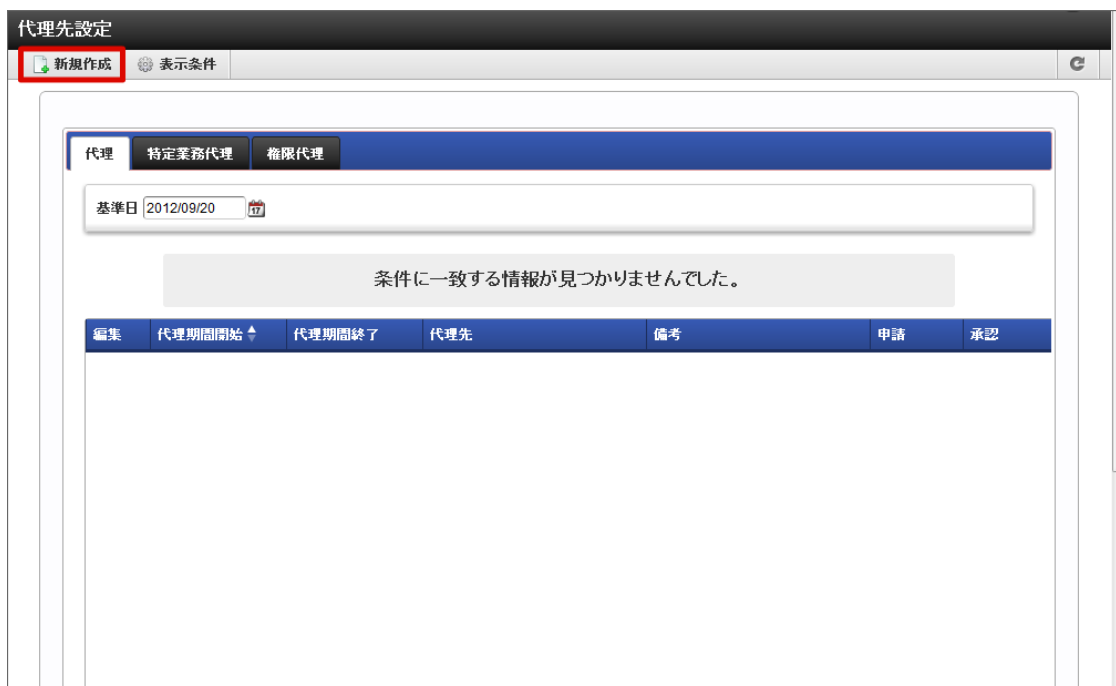 代理先設定
新規作成 表示条件
代理 特定業務代理 権限代理
基準日 2012/09/20 17
条件に一致する情報が見つかりませんでした。
編集 代理期間開始 代理期間終了 代理先 備考 申請 承認